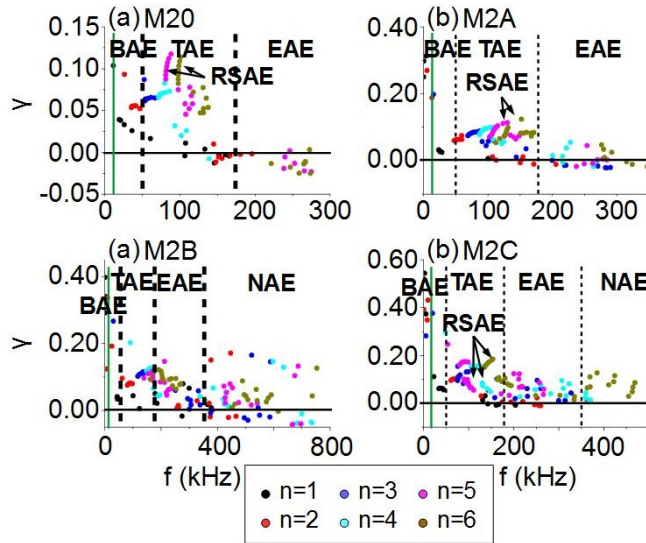 (a) M20
BAE TAE EAE
RSAE
0.15
0.10
0.05
0.00
0.05
0 100 200 300
γ
(b) M2A
BAE TAE EAE
RSAE
0.40
0.20
0.00
0 100 200 300
(a) M2B
BAE TAE EAE NAE
0.40
0.20
0.00
0 200 400 600 800
γ
f (kHz)
(b) M2C
BAE TAE EAE NAE
RSAE
0.60
0.40
0.20
0.00
0 200 400
f (kHz)
n=1 n=3 n=5
n=2 n=4 n=6